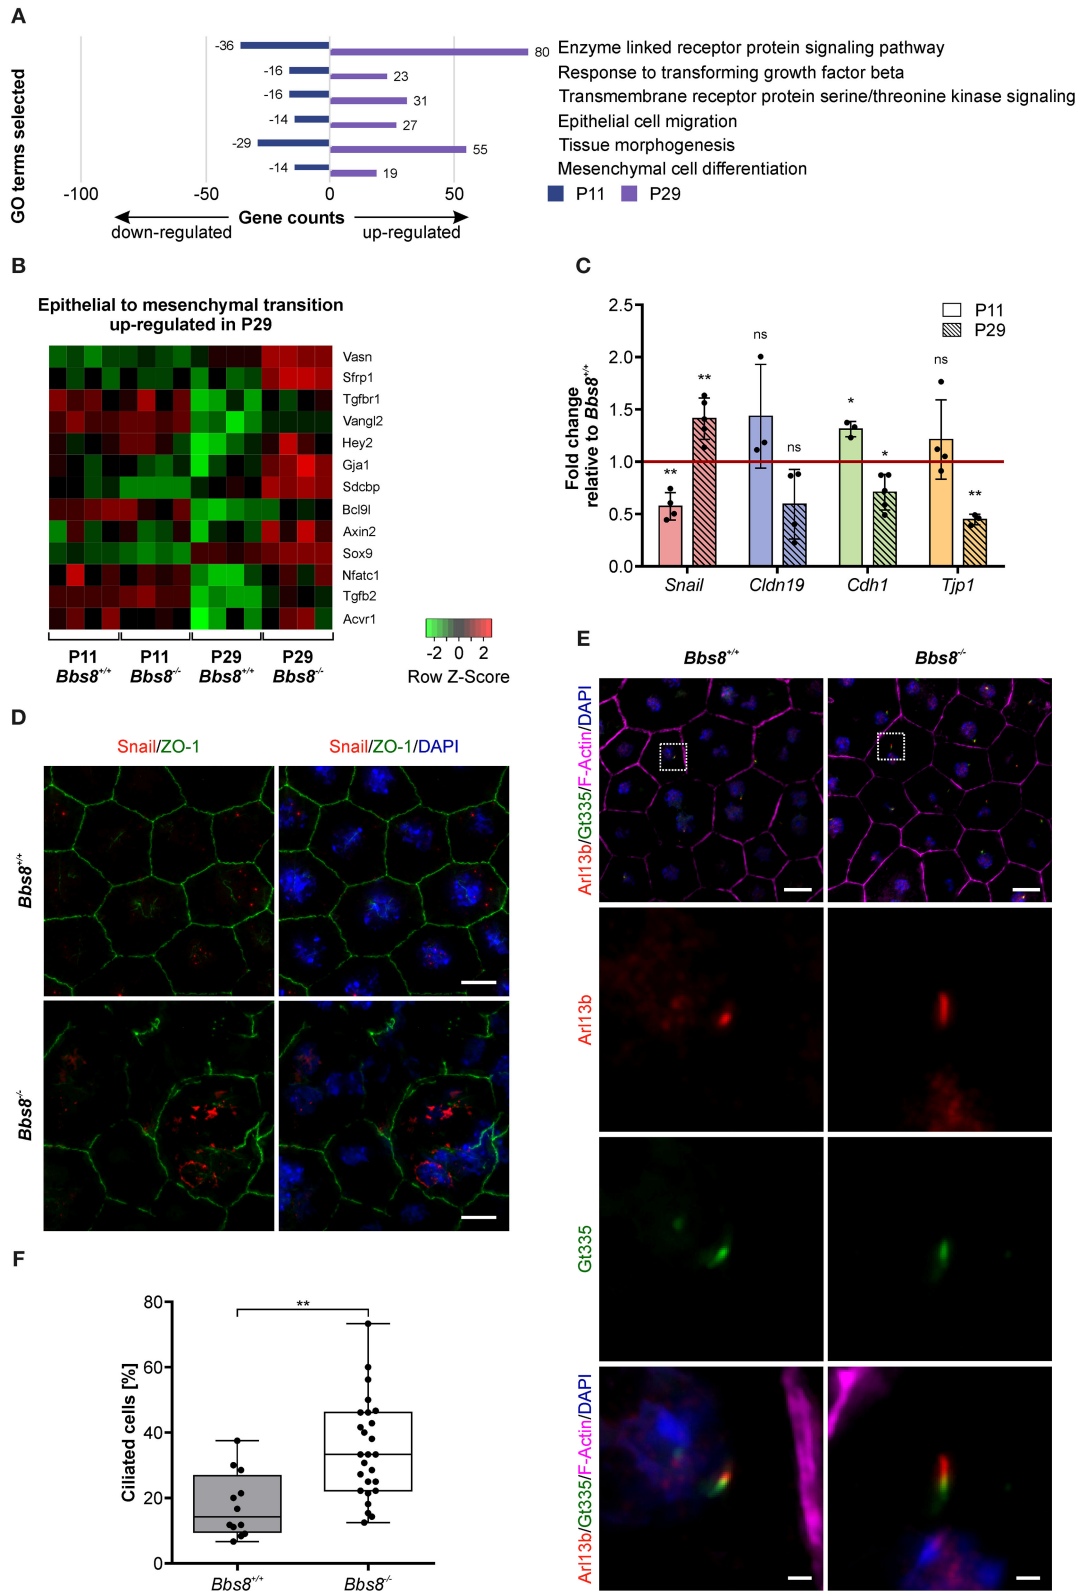 A
GO terms selected
-36
80
Enzyme linked receptor protein signaling pathway
-16
23
Response to transforming growth factor beta
-16
31
Transmembrane receptor protein serine/threonine kinase signaling
-14
27
Epithelial cell migration
-29
55
Tissue morphogenesis
-14
19
Mesenchymal cell differentiation
-100
-50
0
50
P11
P29
Gene counts
down-regulated
up-regulated
B
Epithelial to mesenchymal transition
up-regulated in P29
Vasn
Sfrp1
Tgfbr1
Vangl2
Hey2
Gja1
Sdcbp
Bcl9l
Axin2
Sox9
Nfatc1
Tgfb2
Acvr1
P11
Bbs8+/+
P11
Bbs8-/-
P29
Bbs8+/+
P29
Bbs8-/-
-2 0 2
Row Z-Score
C
Fold change
relative to Bbs8+/+
2.5
2.0
1.5
1.0
0.5
0.0
P11
P29
**
**
ns
ns
*
*
ns
**
Snail
Cldn19
Cdh1
Tjp1
D
Snail/ZO-1
Snail/ZO-1/DAPI
Bbs8+/+
Bbs8-/-
E
Bbs8+/+
Bbs8-/-
Arl13b/Gt335/F-Actin/DAPI
Arl13b
Gt335
Arl13b/Gt335/F-Actin/DAPI
F
Ciliated cells [%]
80
60
40
20
0
**
Bbs8+/+
Bbs8-/-